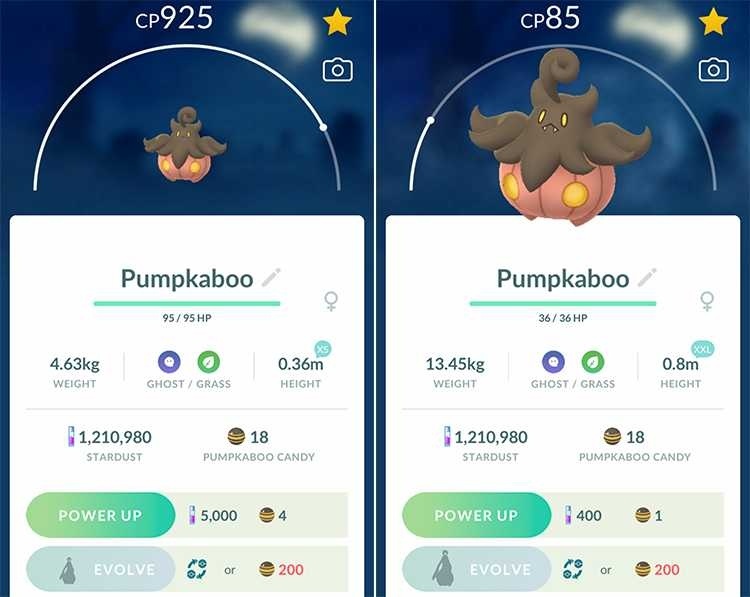 CP925
Pumpkaboo
95 / 95 HP
XS
4.63kg
WEIGHT
GHOST / GRASS
0.36m
HEIGHT
1,210,980
STARDUST
18
PUMPKABOO CANDY
POWER UP
5,000
4
EVOLVE
or
200
CP85
Pumpkaboo
36 / 36 HP
XXL
13.45kg
WEIGHT
GHOST / GRASS
0.8m
HEIGHT
1,210,980
STARDUST
18
PUMPKABOO CANDY
POWER UP
400
1
EVOLVE
or
200